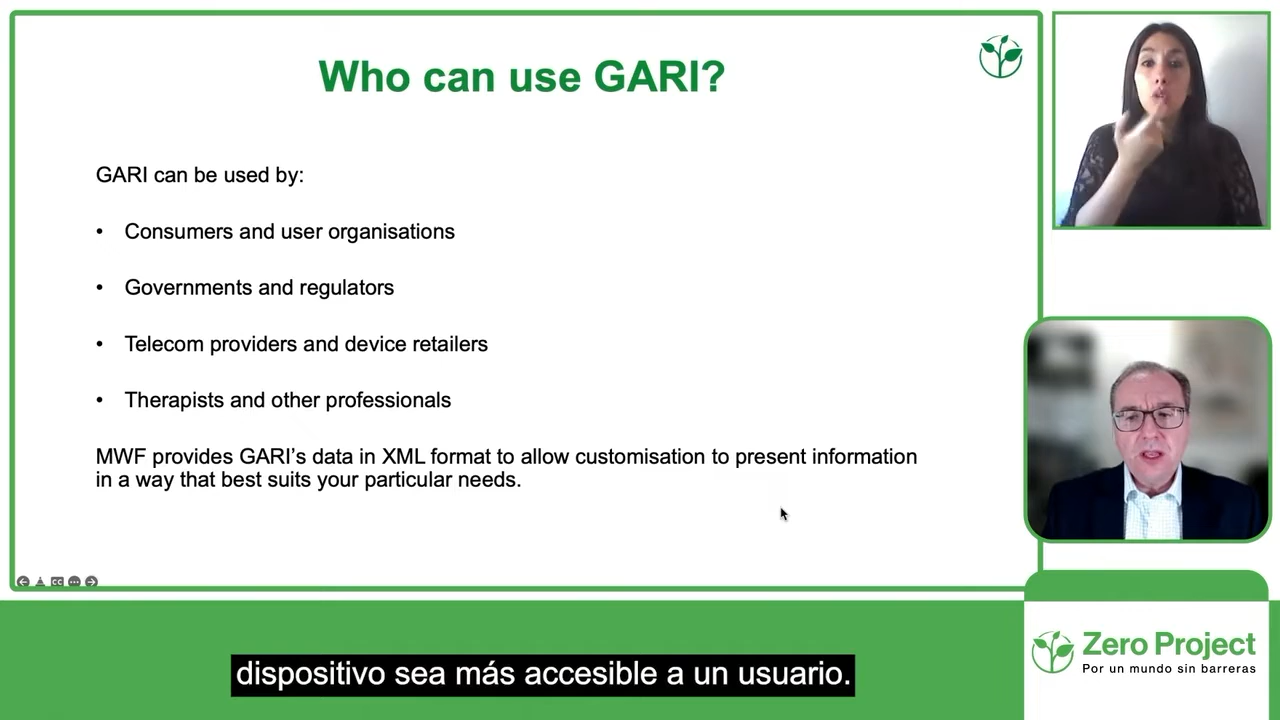 Who can use GARI?
GARI can be used by:
• Consumers and user organisations
• Governments and regulators
• Telecom providers and device retailers
• Therapists and other professionals
MWF provides GARI’s data in XML format to allow customisation to present information
in a way that best suits your particular needs.
CC
dispositivo sea más accesible a un usuario.
Zero Project
Por un mundo sin barreras